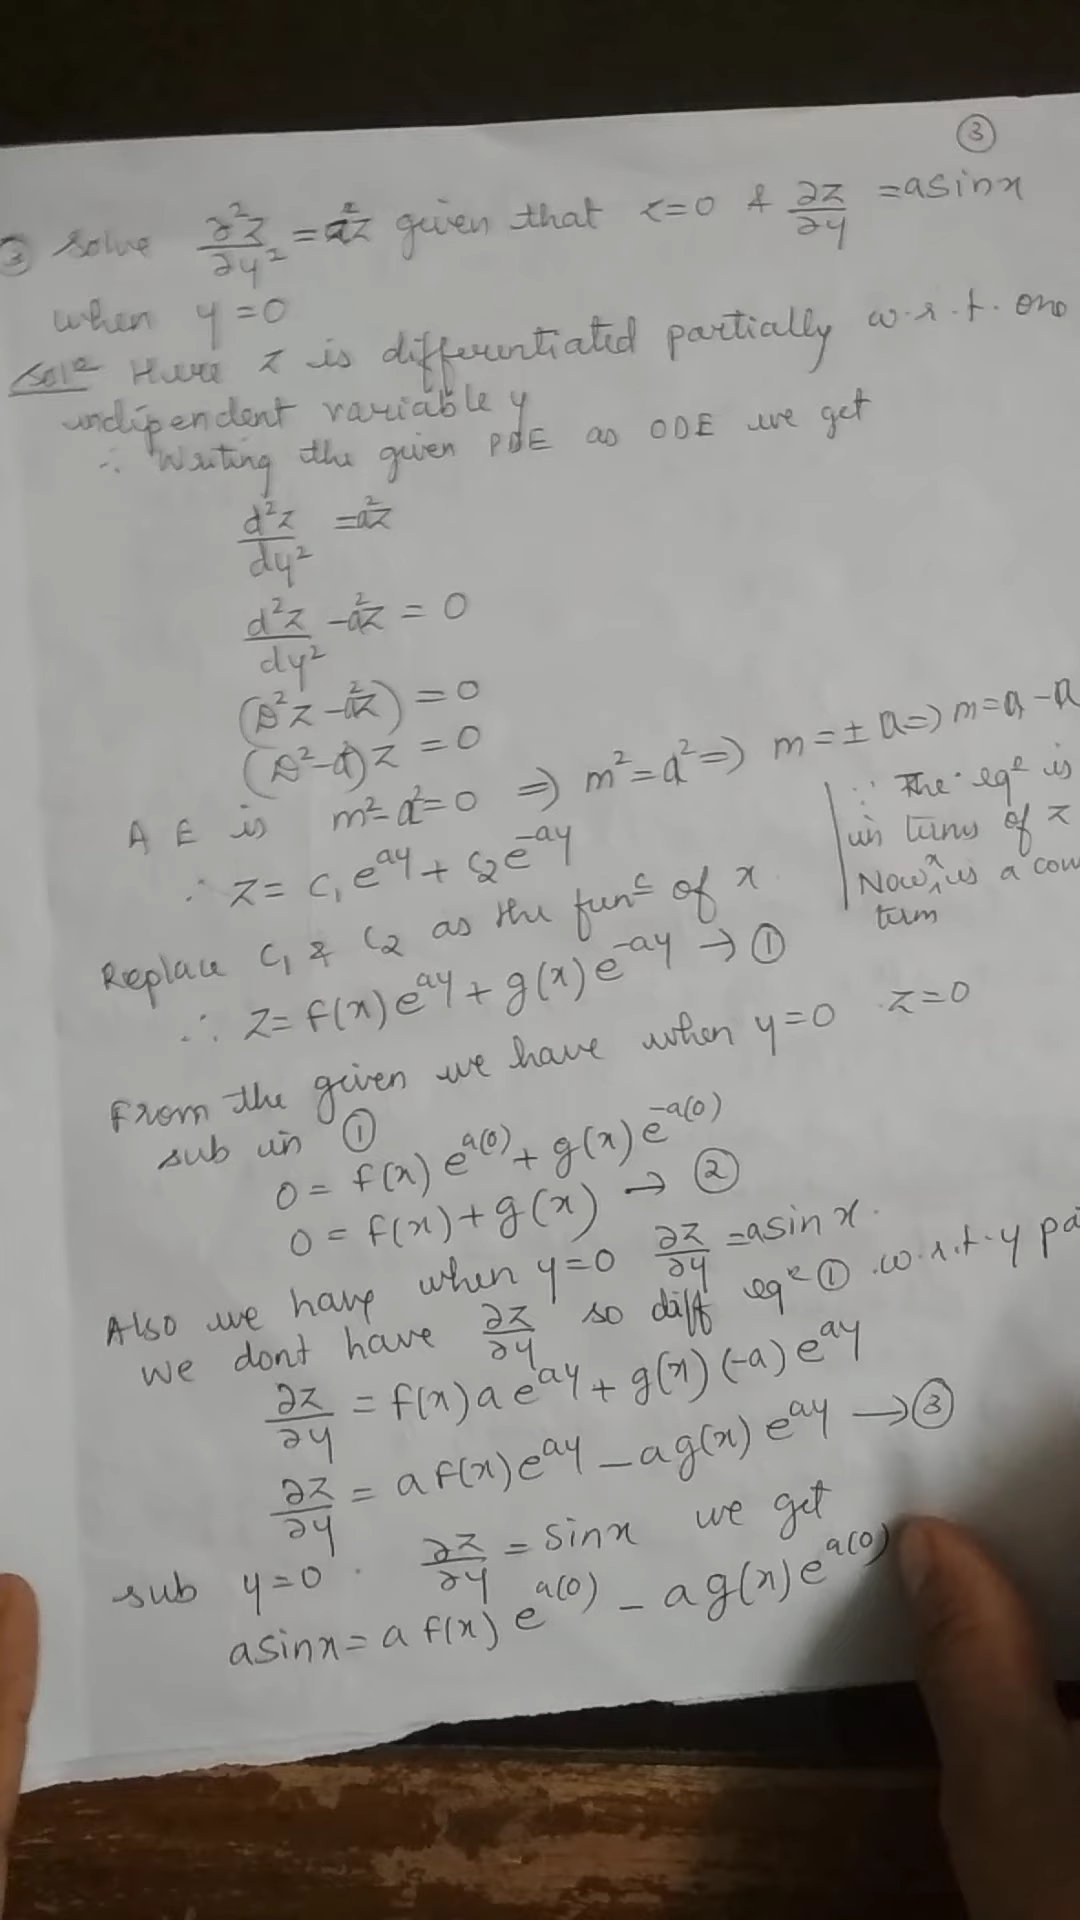 ③
③ Solve ∂²z/∂y² = a²z given that z=0 & ∂z/∂y = asinx
when y=0
Solⁿ Here z is differentiated partially w.r.t. one
independent variable y
∴ Writing the given PDE as ODE we get
d²z/dy² = a²z
d²z/dy² - a²z = 0
(D²z - a²z) = 0
(D²-a²)z = 0
A E is m²-a²=0 ⇒ m²=a² ⇒ m=±a ⇒ m=a, -a
∴ z = c₁e^{ay} + c₂e^{-ay}
∵ The eqⁿ is
in terms of z
Now x is a con
term
Replace c₁ & c₂ as the funᶜ of x
∴ z = f(x)e^{ay} + g(x)e^{-ay} → ①
From the given we have when y=0 z=0
sub in ①
0 = f(x) e^{a(0)} + g(x) e^{-a(0)}
0 = f(x)+g(x) → ②
Also we have when y=0 ∂z/∂y = asin x.
we dont have ∂z/∂y so diff eqⁿ ① w.r.t. y pa
∂z/∂y = f(x) a e^{ay} + g(x) (-a) e^{ay}
∂z/∂y = a f(x) e^{ay} - a g(x) e^{ay} → ③
sub y=0 . ∂z/∂y = sinx we get
asinx = a f(x) e^{a(0)} - a g(x) e^{a(0)}